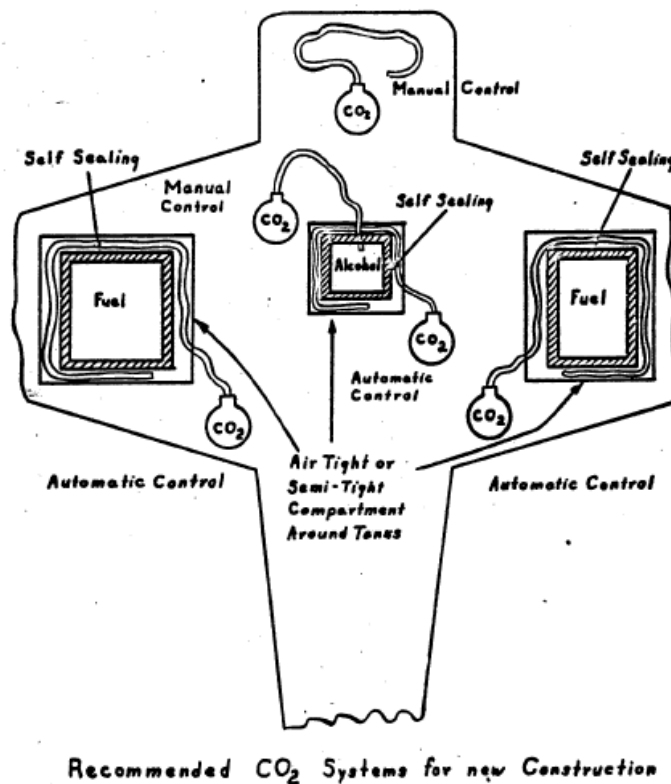 Manual Control
CO2
Self Sealing
Self Sealing
Manual
Control
CO2
Self Sealing
Alcohol
Fuel
Fuel
CO2
Automatic
Control
CO2
CO2
Air Tight or
Semi-Tight
Compartment
Around Tanks
Automatic Control
Automatic Control
Recommended CO2 Systems for new Construction